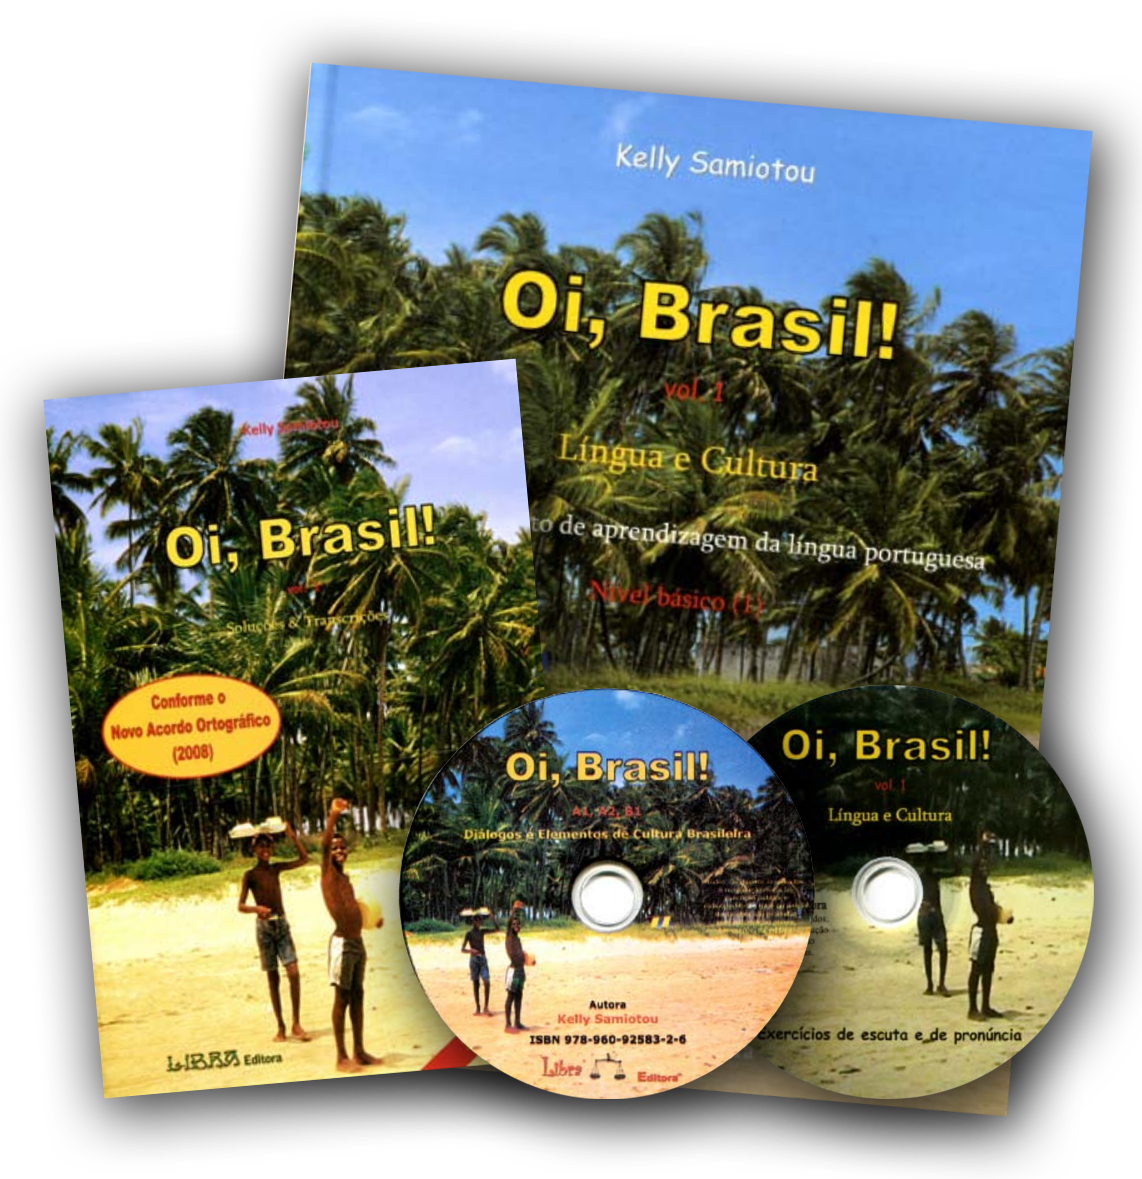 Kelly Samiotou
Oi, Brasil!
vol. 1
Língua e Cultura
to de aprendizagem da língua portuguesa
Nível básico (1)
Kelly Samiotou
Oi, Brasil!
vol. 1
Soluções & Transcrições
Conforme o
Novo Acordo Ortográfico
(2008)
LIBRA Editora
Oi, Brasil!
A1, A2, B1
Diálogos e Elementos de Cultura Brasileira
Autora
Kelly Samiotou
ISBN 978-960-92583-2-6
Libra Editora
Oi, Brasil!
vol. 1
Língua e Cultura
Exercícios de escuta e de pronúncia